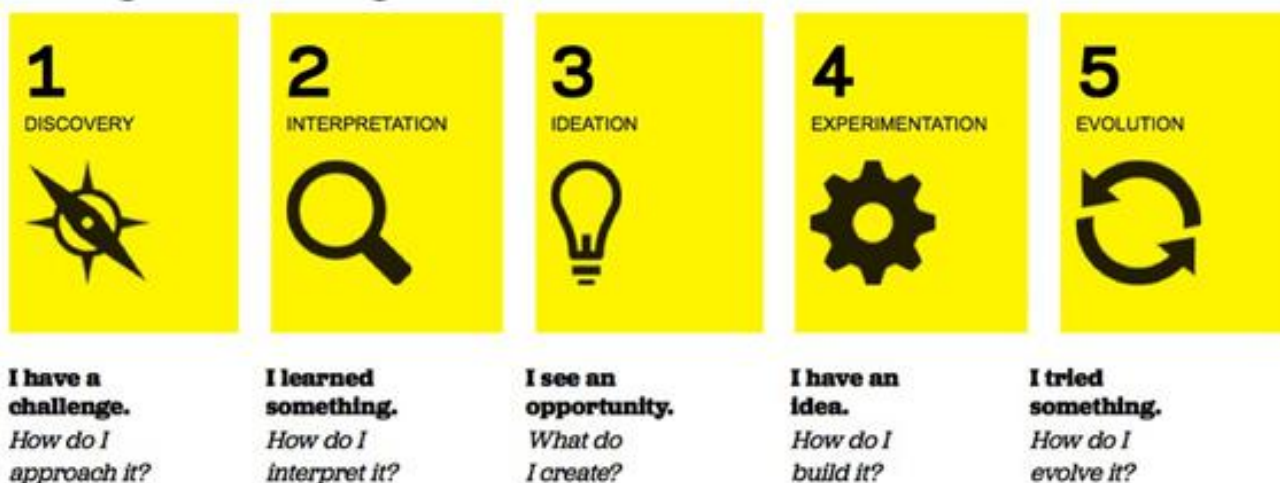 1
DISCOVERY
2
INTERPRETATION
3
IDEATION
4
EXPERIMENTATION
5
EVOLUTION
I have a
challenge.
How do I
approach it?
I learned
something.
How do I
interpret it?
I see an
opportunity.
What do
I create?
I have an
idea.
How do I
build it?
I tried
something.
How do I
evolve it?